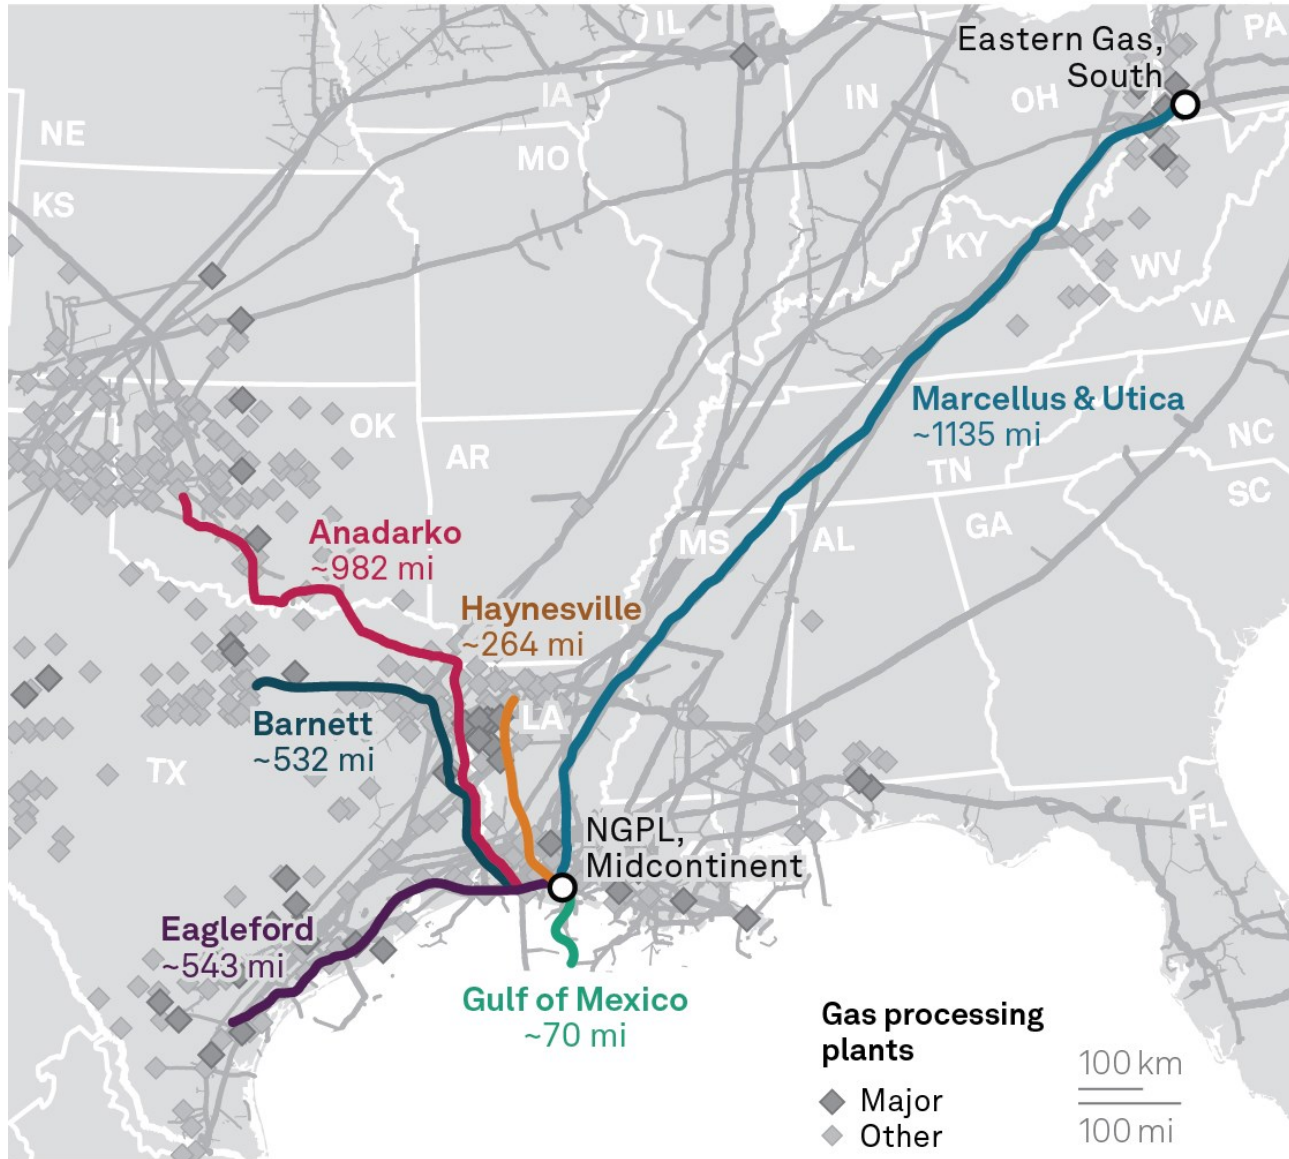 IL
PA
Eastern Gas,
South
IA
IN
OH
NE
MO
KS
KY
WV
VA
Marcellus & Utica
~1135 mi
OK
NC
AR
TN
SC
Anadarko
~982 mi
MS
AL
GA
Haynesville
~264 mi
LA
Barnett
~532 mi
TX
FL
NGPL,
Midcontinent
Eagleford
~543 mi
Gulf of Mexico
~70 mi
Gas processing
plants
Major
Other
100 km
100 mi